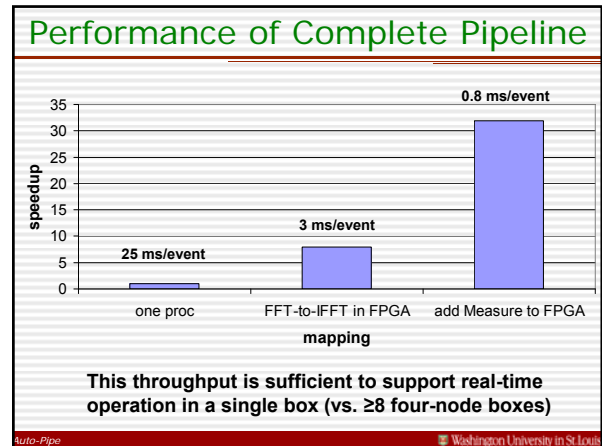 Performance of Complete Pipeline
0.8 ms/event
35
30
25
20
15
10
5
0
speedup
3 ms/event
25 ms/event
one proc
FFT-to-IFFT in FPGA
add Measure to FPGA
mapping
This throughput is sufficient to support real-time
operation in a single box (vs. ≥8 four-node boxes)
Auto-Pipe
Washington University in St.Louis